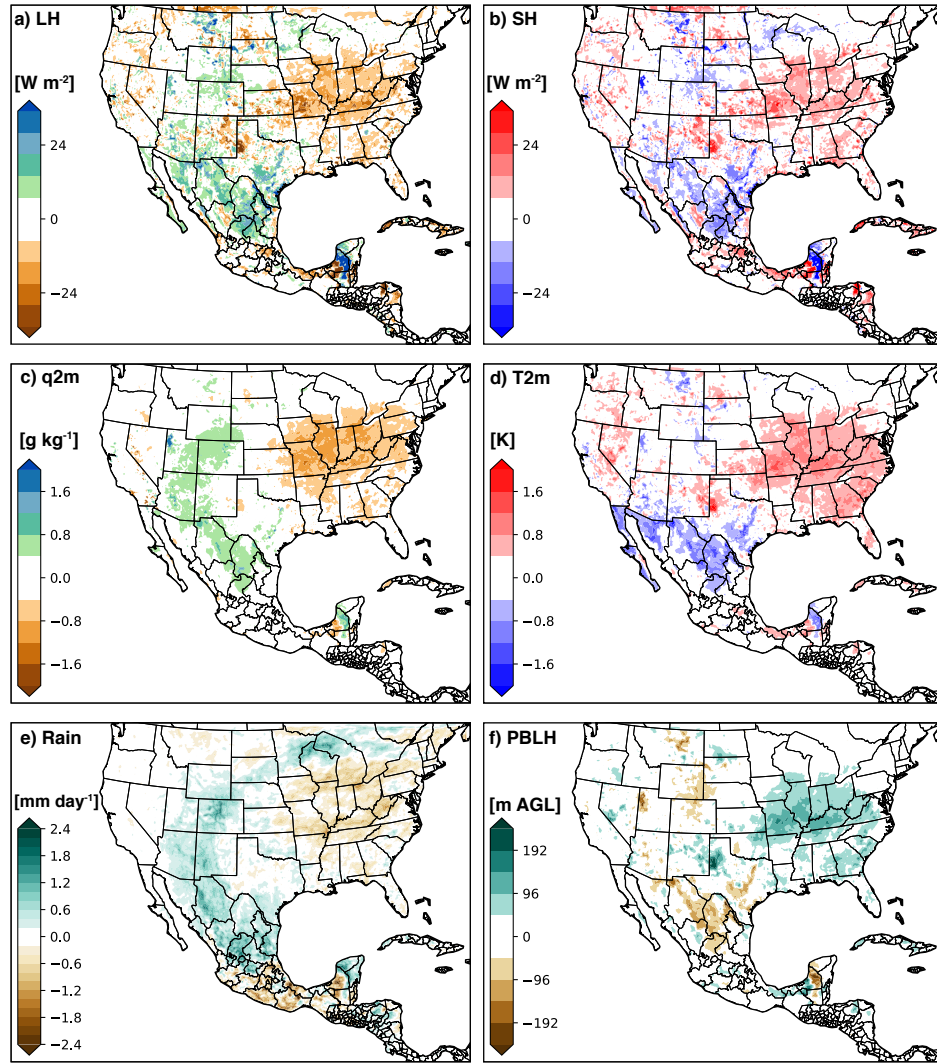 a) LH
[W m⁻²]
24
0
−24
b) SH
[W m⁻²]
24
0
−24
c) q2m
[g kg⁻¹]
1.6
0.8
0.0
−0.8
−1.6
d) T2m
[K]
1.6
0.8
0.0
−0.8
−1.6
e) Rain
[mm day⁻¹]
2.4
1.8
1.2
0.6
0.0
−0.6
−1.2
−1.8
−2.4
f) PBLH
[m AGL]
192
96
0
−96
−192